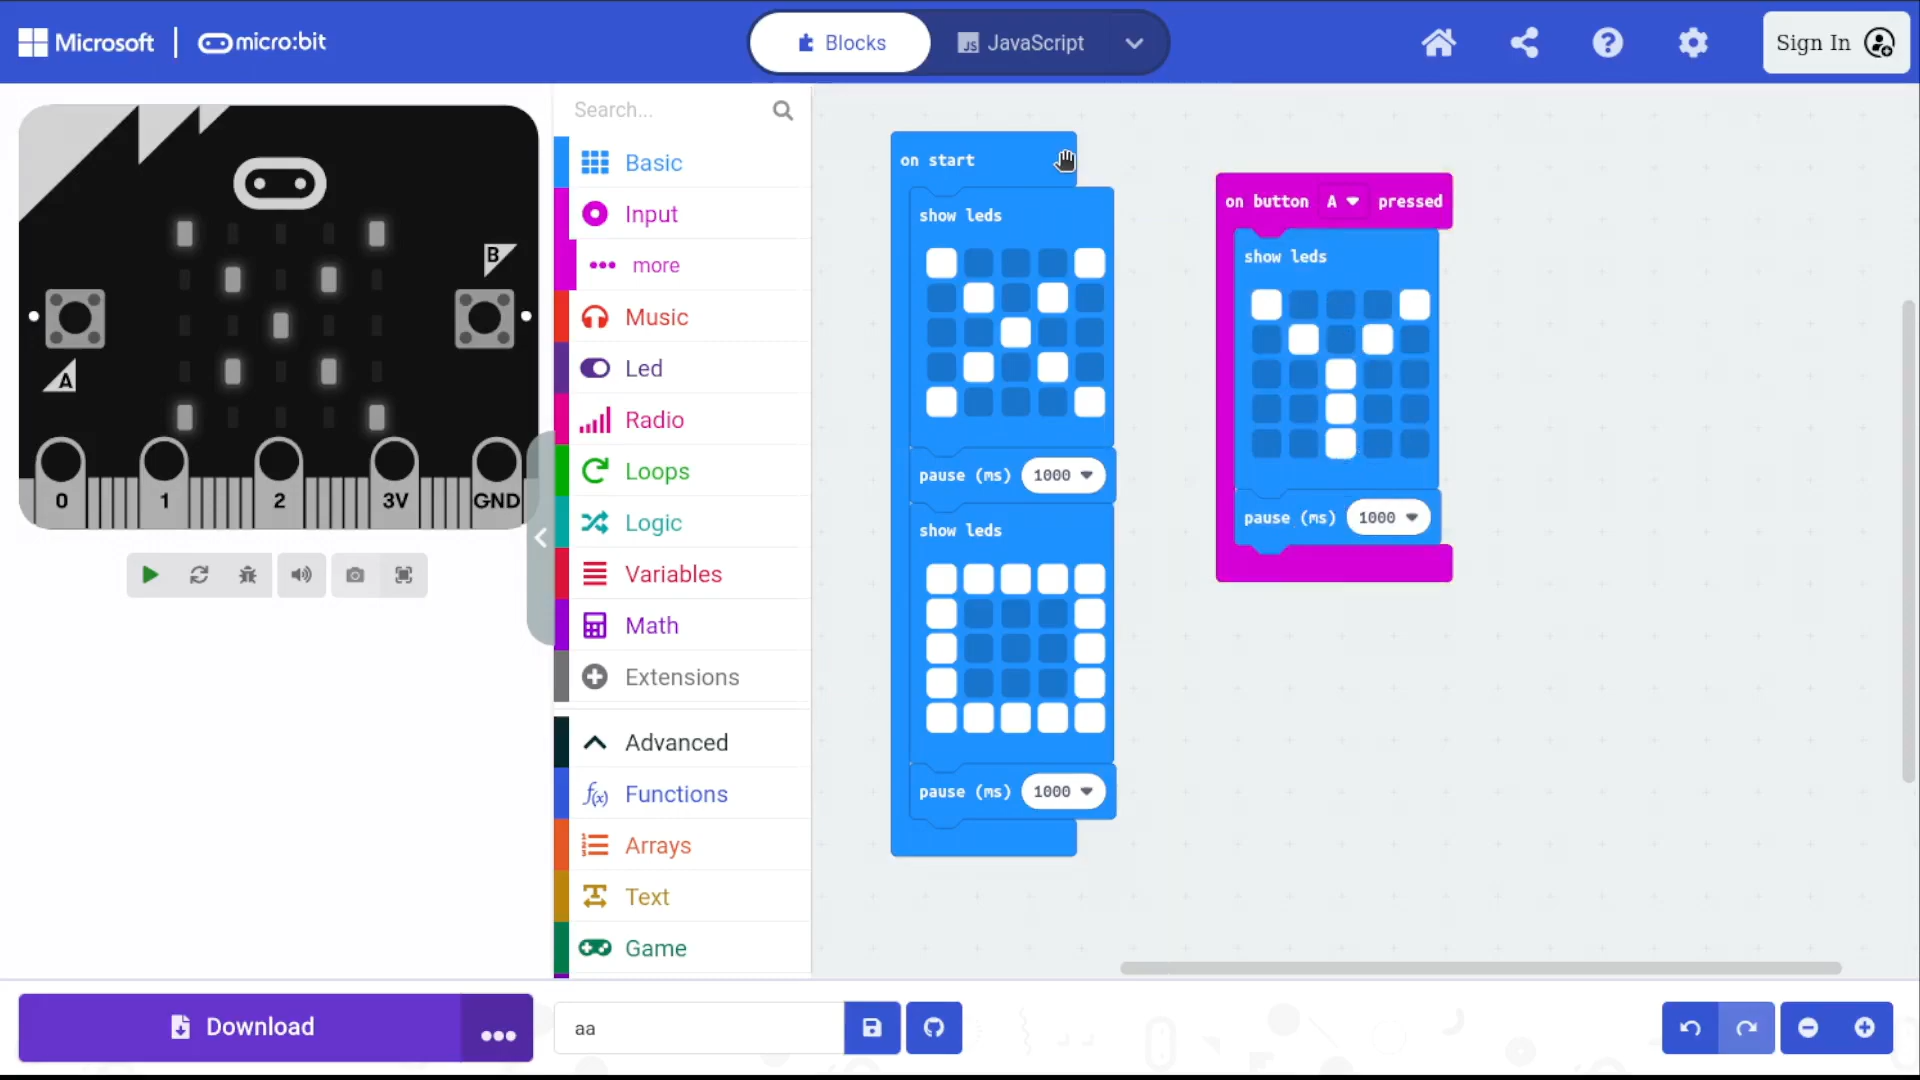 Microsoft
micro:bit
Blocks
JS JavaScript
Sign In
B
A
0 1 2 3V GND
Search...
Basic
Input
more
Music
Led
Radio
Loops
Logic
Variables
Math
Extensions
Advanced
f(x) Functions
Arrays
Text
Game
on start
show leds
pause (ms) 1000
show leds
pause (ms) 1000
on button A pressed
show leds
pause (ms) 1000
Download
aa